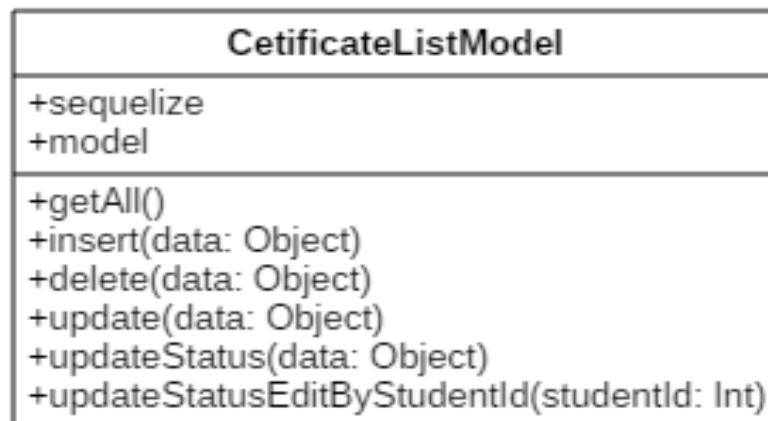 CetificateListModel
+sequelize
+model
+getAll()
+insert(data: Object)
+delete(data: Object)
+update(data: Object)
+updateStatus(data: Object)
+updateStatusEditByStudentId(studentId: Int)